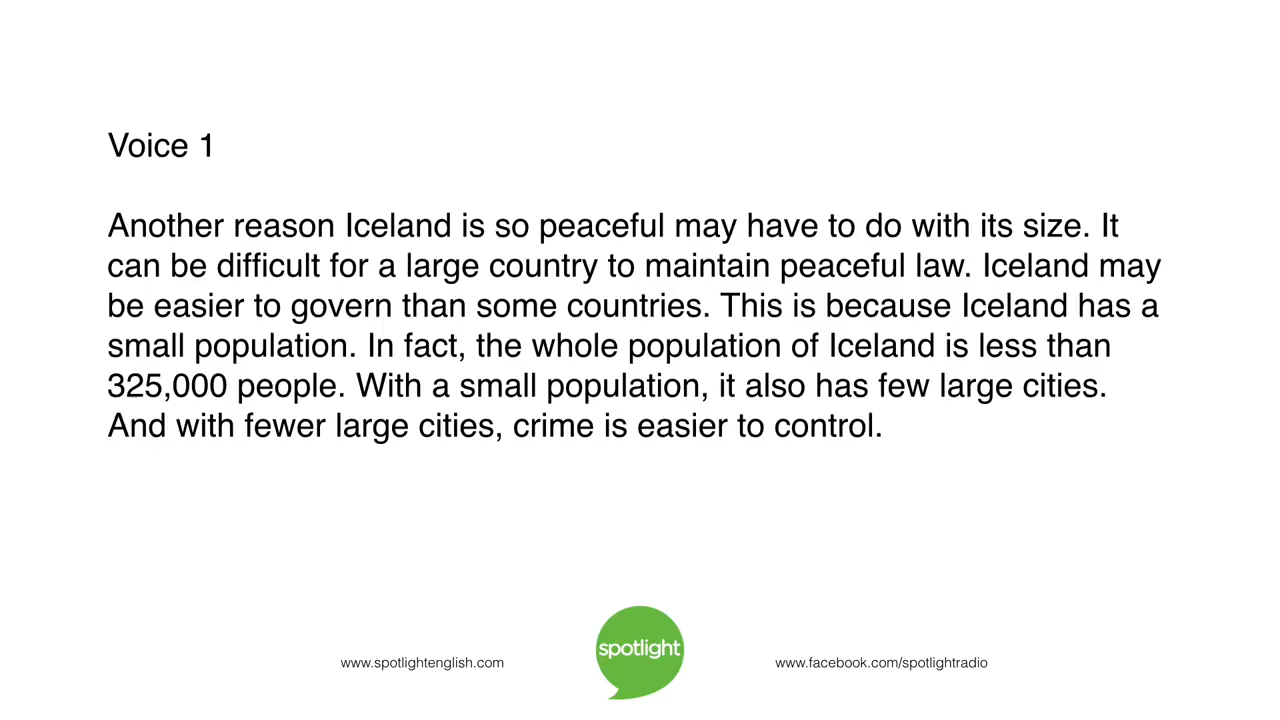 Voice 1
Another reason Iceland is so peaceful may have to do with its size. It
can be difficult for a large country to maintain peaceful law. Iceland may
be easier to govern than some countries. This is because Iceland has a
small population. In fact, the whole population of Iceland is less than
325,000 people. With a small population, it also has few large cities.
And with fewer large cities, crime is easier to control.
www.spotlightenglish.com
spotlight
www.facebook.com/spotlightradio